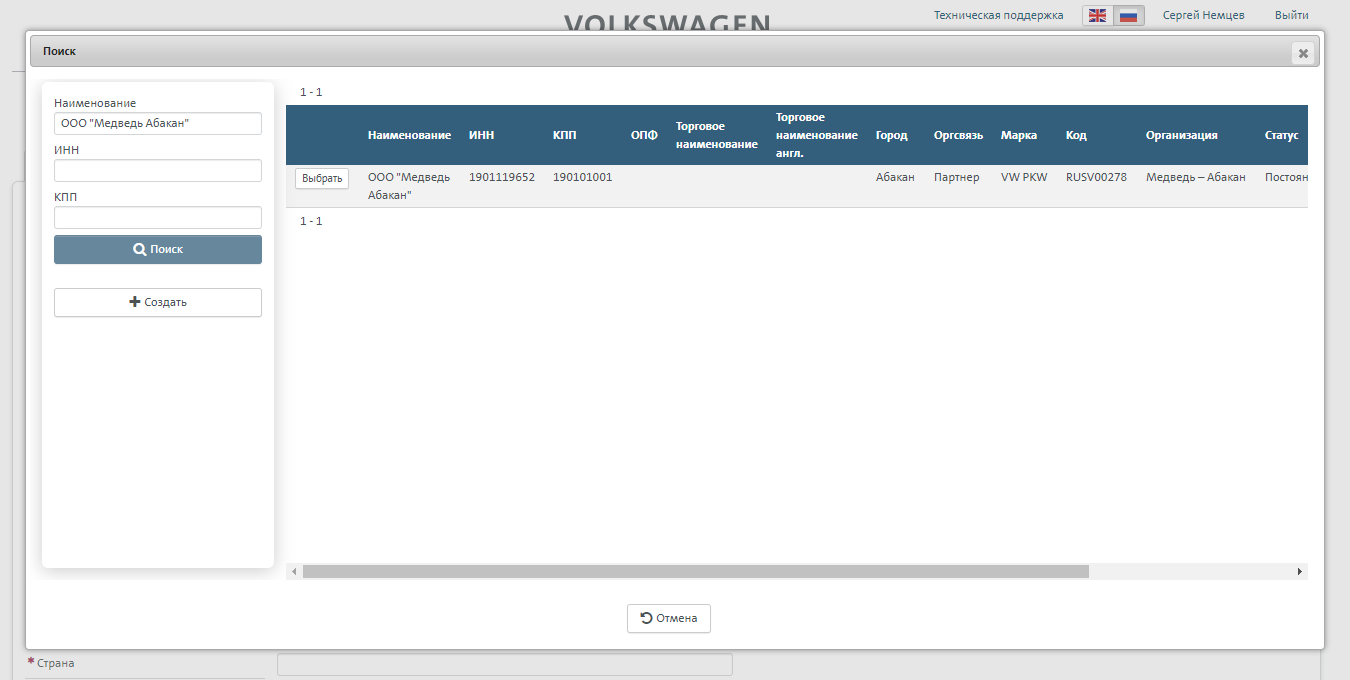 VOLKSWAGEN
Техническая поддержка
Сергей Немцев
Выйти
Поиск
Наименование
ООО "Медведь Абакан"
ИНН
КПП
Поиск
Создать
1 - 1
Наименование ИНН КПП ОПФ Торговое наименование Торговое наименование англ. Город Оргсвязь Марка Код Организация Статус
Выбрать ООО "Медведь Абакан" 1901119652 190101001 Абакан Партнер VW PKW RUSV00278 Медведь – Абакан Постоян
1 - 1
Отмена
* Страна